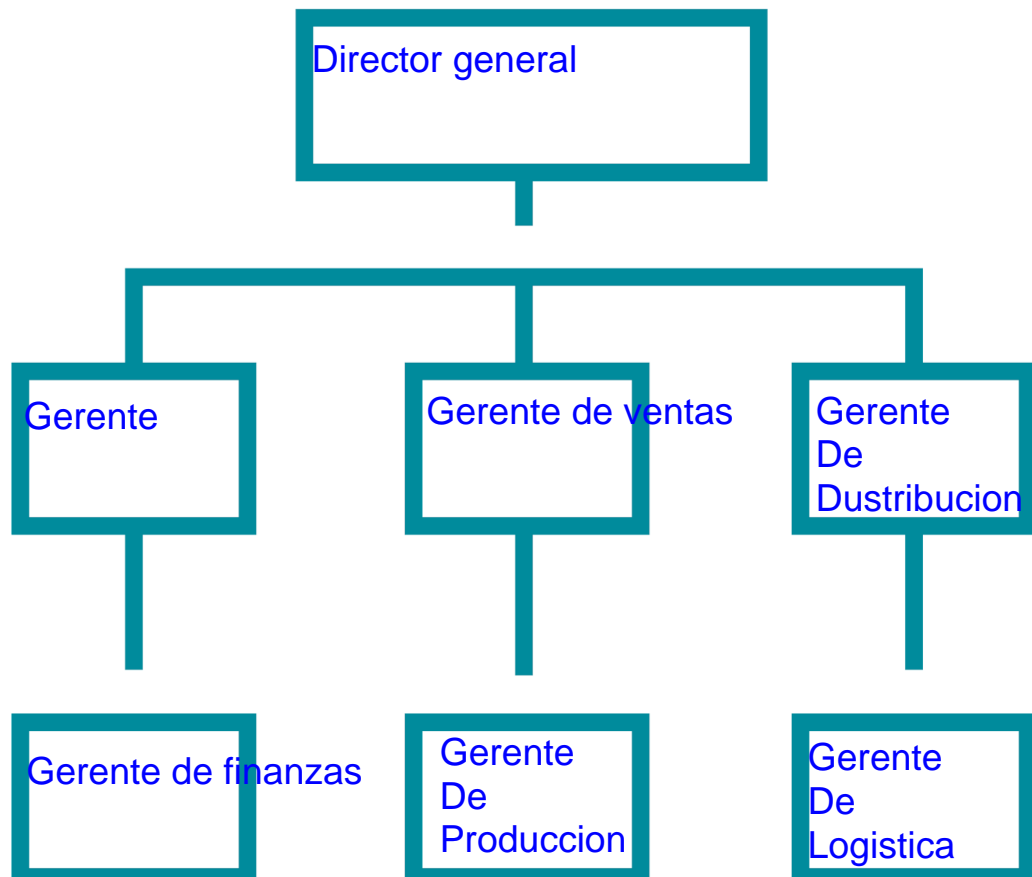 Director general
Gerente
Gerente de ventas
Gerente
De
Dustribucion
Gerente de finanzas
Gerente
De
Produccion
Gerente
De
Logistica